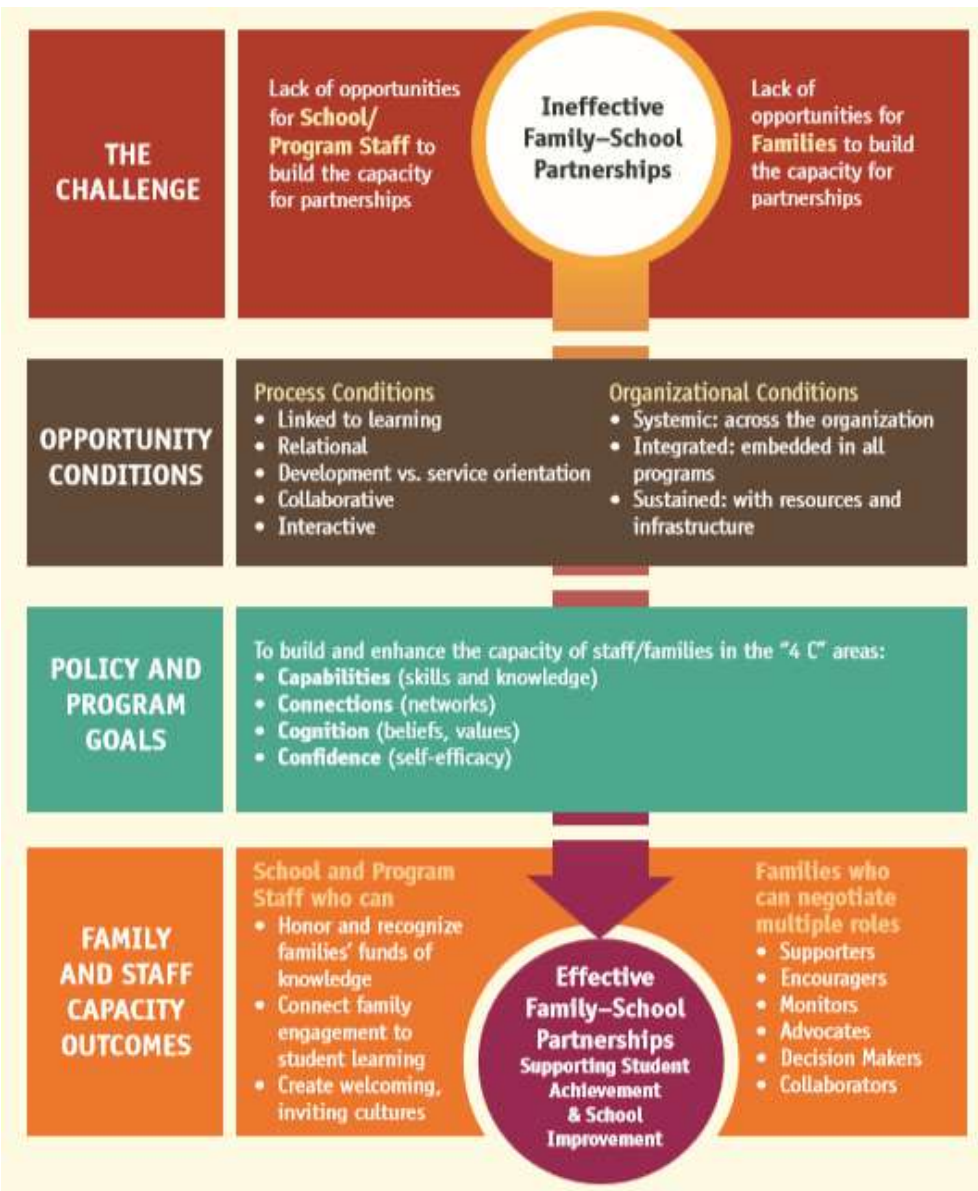 THE
CHALLENGE
Lack of opportunities
for School/
Program Staff to
build the capacity
for partnerships
Ineffective
Family–School
Partnerships
Lack of
opportunities for
Families to build
the capacity for
partnerships
OPPORTUNITY
CONDITIONS
Process Conditions
• Linked to learning
• Relational
• Development vs. service orientation
• Collaborative
• Interactive
Organizational Conditions
• Systemic: across the organization
• Integrated: embedded in all
programs
• Sustained: with resources and
infrastructure
POLICY AND
PROGRAM
GOALS
To build and enhance the capacity of staff/families in the “4 C” areas:
• Capabilities (skills and knowledge)
• Connections (networks)
• Cognition (beliefs, values)
• Confidence (self-efficacy)
FAMILY
AND STAFF
CAPACITY
OUTCOMES
School and Program
Staff who can
• Honor and recognize
families’ funds of
knowledge
• Connect family
engagement to
student learning
• Create welcoming,
inviting cultures
Effective
Family–School
Partnerships
Supporting Student
Achievement
& School
Improvement
Families who
can negotiate
multiple roles
• Supporters
• Encouragers
• Monitors
• Advocates
• Decision Makers
• Collaborators